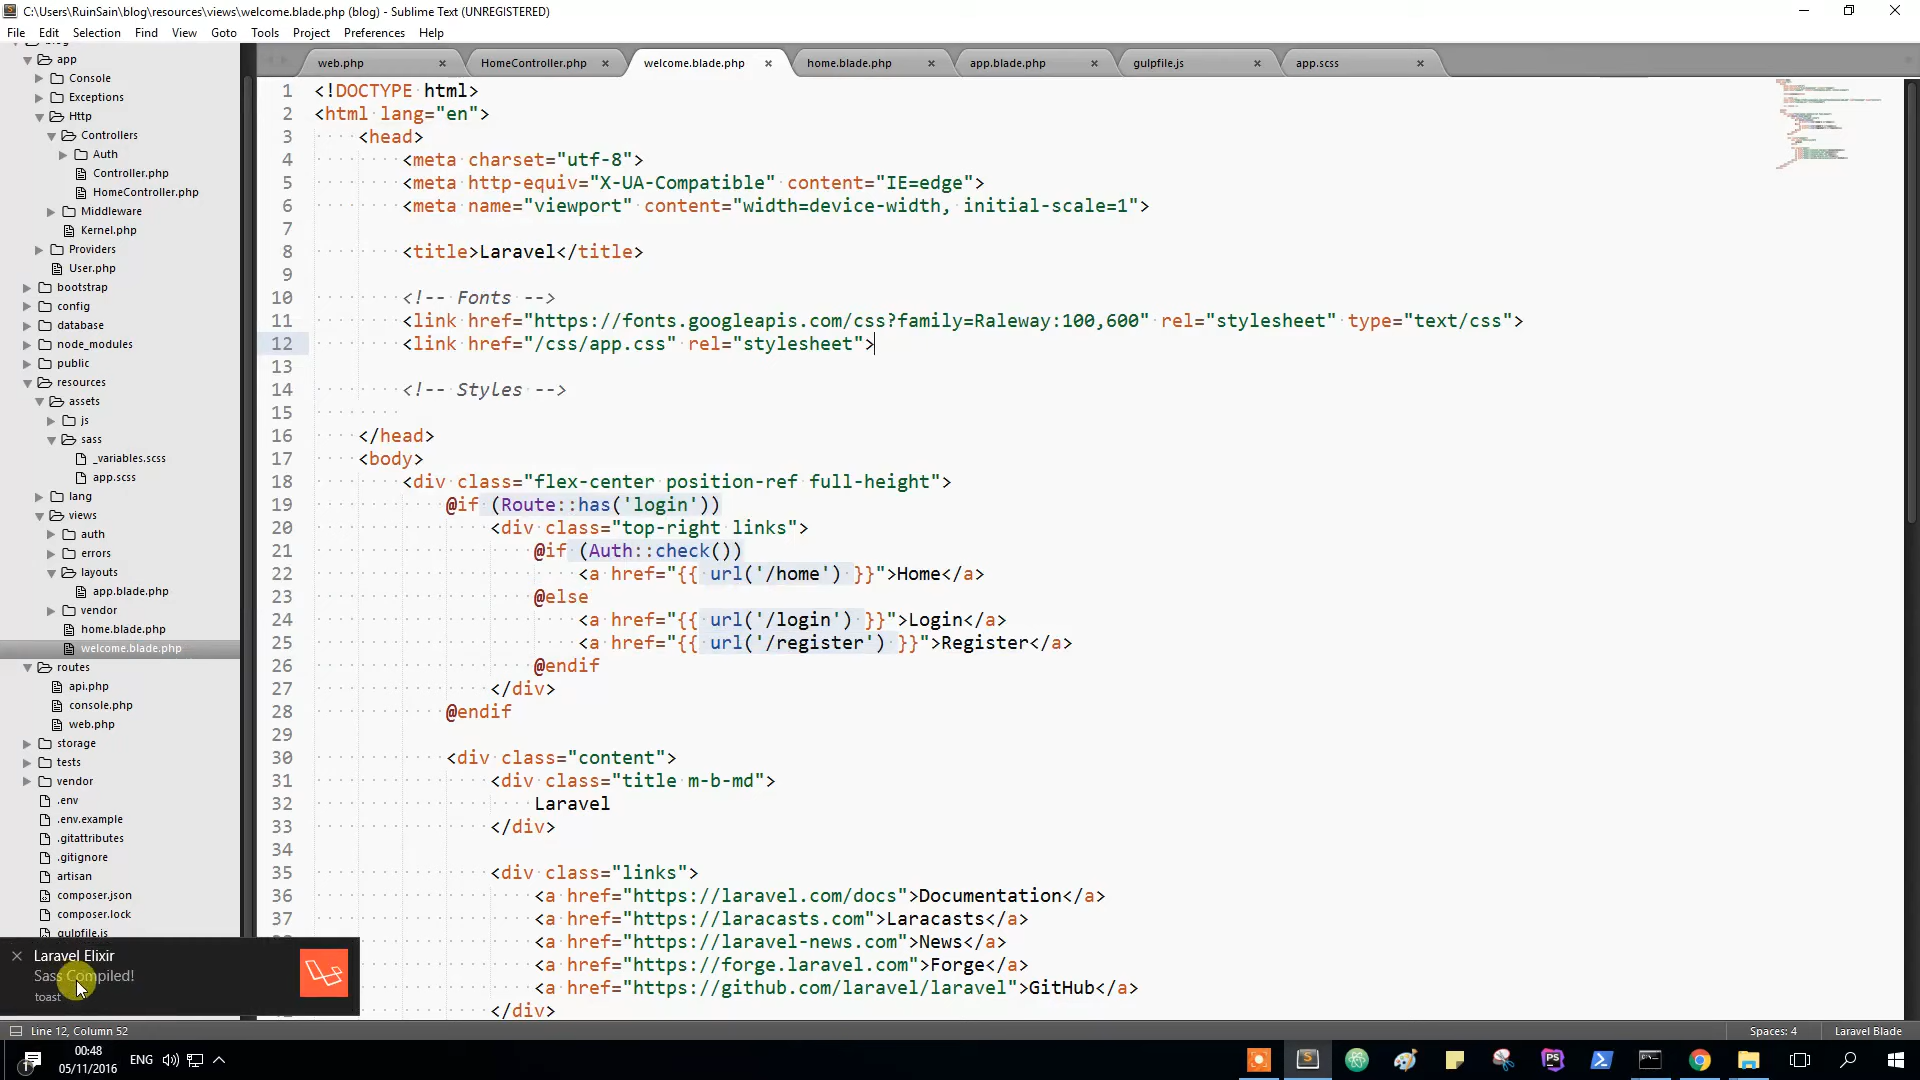 C:\Users\RuinSain\blog\resources\views\welcome.blade.php (blog) - Sublime Text (UNREGISTERED)
File Edit Selection Find View Goto Tools Project Preferences Help
web.php HomeController.php welcome.blade.php home.blade.php app.blade.php gulpfile.js app.scss
app
Console
Exceptions
Http
Controllers
Auth
Controller.php
HomeController.php
Middleware
Kernel.php
Providers
User.php
bootstrap
config
database
node_modules
public
resources
assets
js
sass
_variables.scss
app.scss
lang
views
auth
errors
layouts
app.blade.php
vendor
home.blade.php
welcome.blade.php
routes
api.php
console.php
web.php
storage
tests
vendor
.env
.env.example
.gitattributes
.gitignore
artisan
composer.json
composer.lock
gulpfile.js
1 <!DOCTYPE html>
2 <html lang="en">
3 <head>
4 <meta charset="utf-8">
5 <meta http-equiv="X-UA-Compatible" content="IE=edge">
6 <meta name="viewport" content="width=device-width, initial-scale=1">
7
8 <title>Laravel</title>
9
10 <!-- Fonts -->
11 <link href="https://fonts.googleapis.com/css?family=Raleway:100,600" rel="stylesheet" type="text/css">
12 <link href="/css/app.css" rel="stylesheet">
13
14 <!-- Styles -->
15
16 </head>
17 <body>
18 <div class="flex-center position-ref full-height">
19 @if (Route::has('login'))
20 <div class="top-right links">
21 @if (Auth::check())
22 <a href="{{ url('/home') }}">Home</a>
23 @else
24 <a href="{{ url('/login') }}">Login</a>
25 <a href="{{ url('/register') }}">Register</a>
26 @endif
27 </div>
28 @endif
29
30 <div class="content">
31 <div class="title m-b-md">
32 Laravel
33 </div>
34
35 <div class="links">
36 <a href="https://laravel.com/docs">Documentation</a>
37 <a href="https://laracasts.com">Laracasts</a>
<a href="https://laravel-news.com">News</a>
<a href="https://forge.laravel.com">Forge</a>
<a href="https://github.com/laravel/laravel">GitHub</a>
</div>
Laravel Elixir
Sass Compiled!
toast
Line 12, Column 52 Spaces: 4 Laravel Blade
1 00:48 ENG
05/11/2016